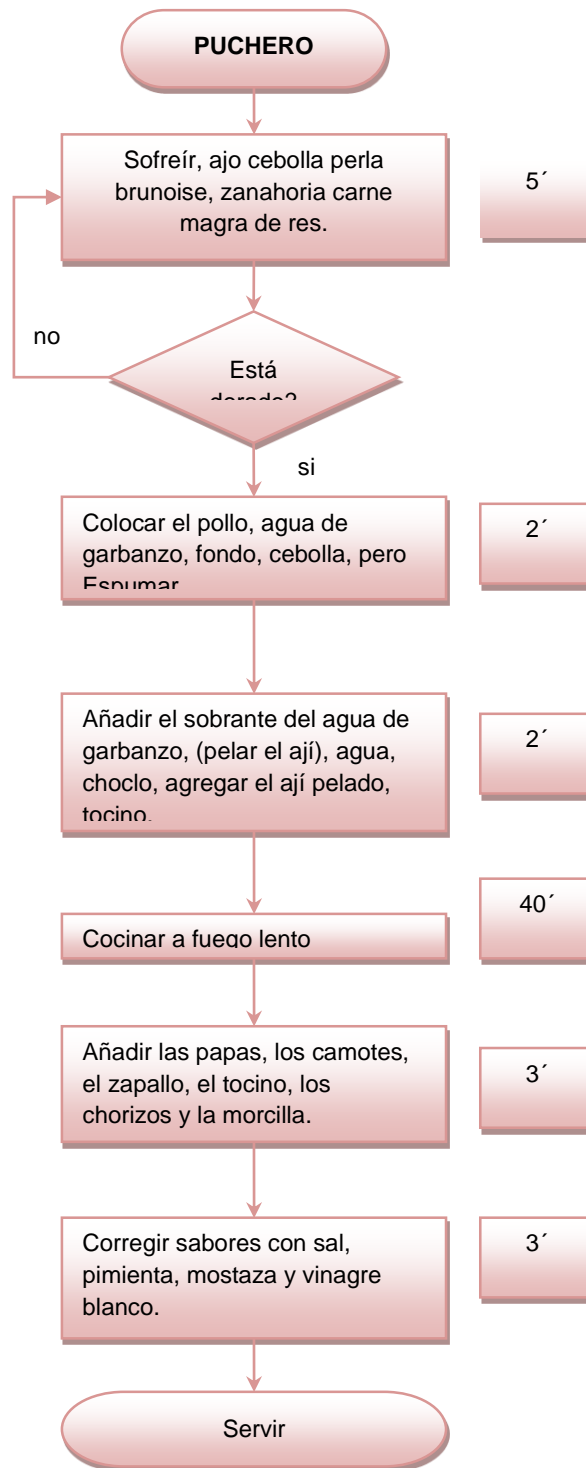 PUCHERO
Sofreír, ajo cebolla perla
brunoise, zanahoria carne
magra de res.
5´
no
Está
dorado?
si
Colocar el pollo, agua de
garbanzo, fondo, cebolla, pero
Espumar
2´
Añadir el sobrante del agua de
garbanzo, (pelar el ají), agua,
choclo, agregar el ají pelado,
tocino.
2´
Cocinar a fuego lento
40´
Añadir las papas, los camotes,
el zapallo, el tocino, los
chorizos y la morcilla.
3´
Corregir sabores con sal,
pimienta, mostaza y vinagre
blanco.
3´
Servir